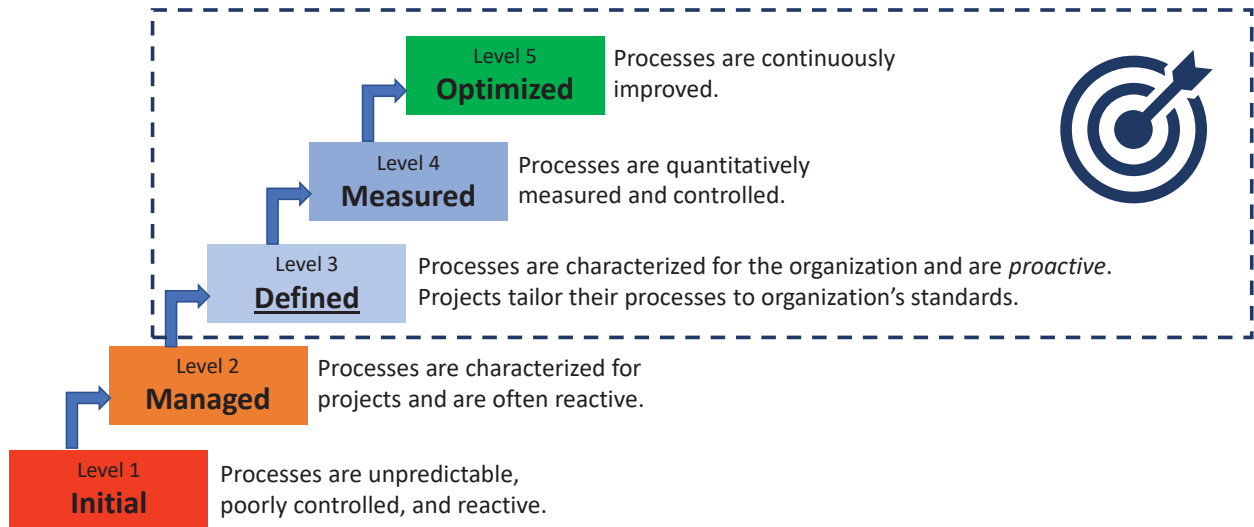 Level 5
Optimized
Processes are continuously
improved.
Level 4
Measured
Processes are quantitatively
measured and controlled.
Level 3
Defined
Processes are characterized for the organization and are proactive.
Projects tailor their processes to organization’s standards.
Level 2
Managed
Processes are characterized for
projects and are often reactive.
Level 1
Initial
Processes are unpredictable,
poorly controlled, and reactive.